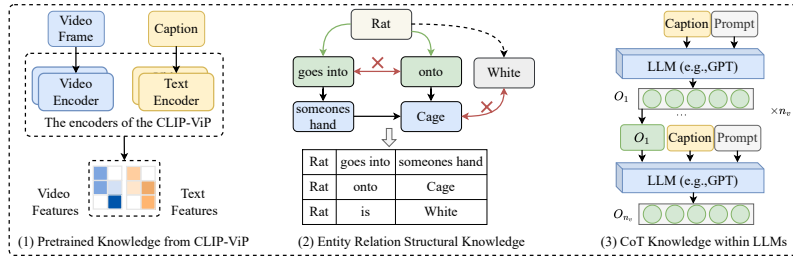 Video
Frame
Caption
Video
Encoder
Text
Encoder
The encoders of the CLIP-ViP
Video
Features
Text
Features
(1) Pretrained Knowledge from CLIP-ViP
Rat
goes into
onto
White
someones
hand
Cage
Rat goes into someones hand
Rat onto Cage
Rat is White
(2) Entity Relation Structural Knowledge
Caption Prompt
LLM (e.g.,GPT)
O₁
...
×nᵥ
O₁ Caption Prompt
LLM (e.g.,GPT)
Oₙᵥ
(3) CoT Knowledge within LLMs